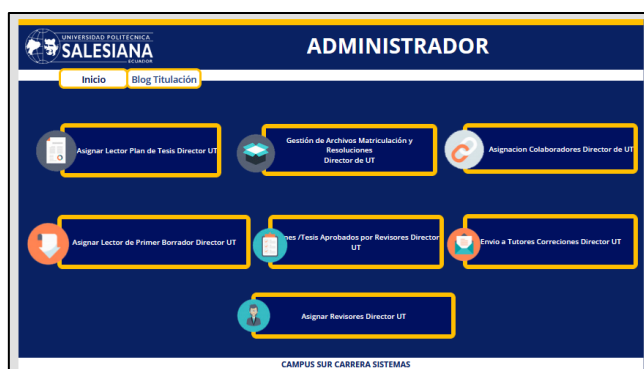 UNIVERSIDAD POLITÉCNICA
SALESIANA
ECUADOR
ADMINISTRADOR
Inicio
Blog Titulación
Asignar Lector Plan de Tesis Director UT
Gestión de Archivos Matriculación y
Resoluciones
Director de UT
Asignacion Colaboradores Director de UT
Asignar Lector de Primer Borrador Director UT
nes /Tesis Aprobados por Revisores Director
UT
Envio a Tutores Correciones Director UT
Asignar Revisores Director UT
CAMPUS SUR CARRERA SISTEMAS